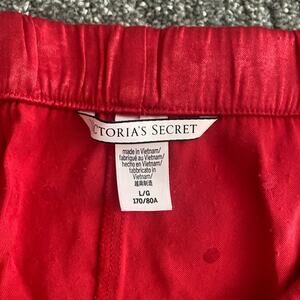 CTORIA'S SECRET
made in Vietnam/
fabriqué au Vietnam/
hecho en Vietnam/
fabbricato in
Vietnam/
越南制造
L/G
170/80A